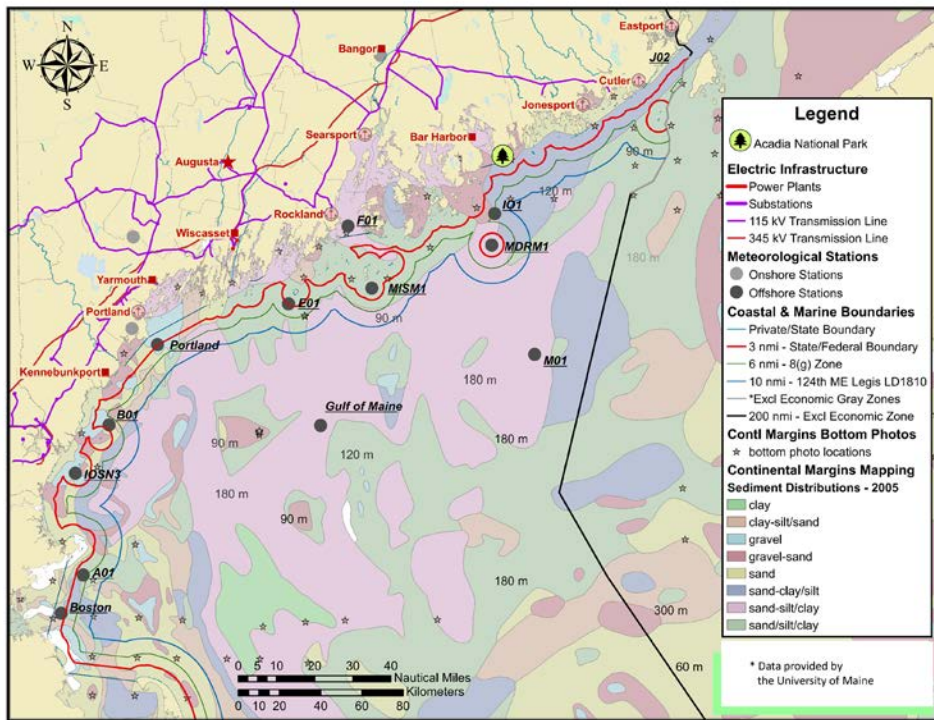 N
W
E
S
Eastport
J02
Bangor
Cutler
Jonesport
Searsport
Bar Harbor
90 m
Augusta
120 m
Rockland
F01
IO1
180 m
Wiscasset
MDRM1
Yarmouth
MISM1
E01
Portland
90 m
Portland
M01
Kennebunkport
180 m
Gulf of Maine
B01
180 m
90 m
120 m
IOSN3
180 m
90 m
A01
180 m
Boston
300 m
60 m
0 5 10 20 30 40
Nautical Miles
Kilometers
0 10 20 40 60 80
Legend
Acadia National Park
Electric Infrastructure
Power Plants
Substations
115 kV Transmission Line
345 kV Transmission Line
Meteorological Stations
Onshore Stations
Offshore Stations
Coastal & Marine Boundaries
Private/State Boundary
3 nmi - State/Federal Boundary
6 nmi - 8(g) Zone
10 nmi - 124th ME Legis LD1810
*Excl Economic Gray Zones
200 nmi - Excl Economic Zone
Contl Margins Bottom Photos
bottom photo locations
Continental Margins Mapping
Sediment Distributions - 2005
clay
clay-silt/sand
gravel
gravel-sand
sand
sand-clay/silt
sand-silt/clay
sand/silt/clay
* Data provided by
the University of Maine